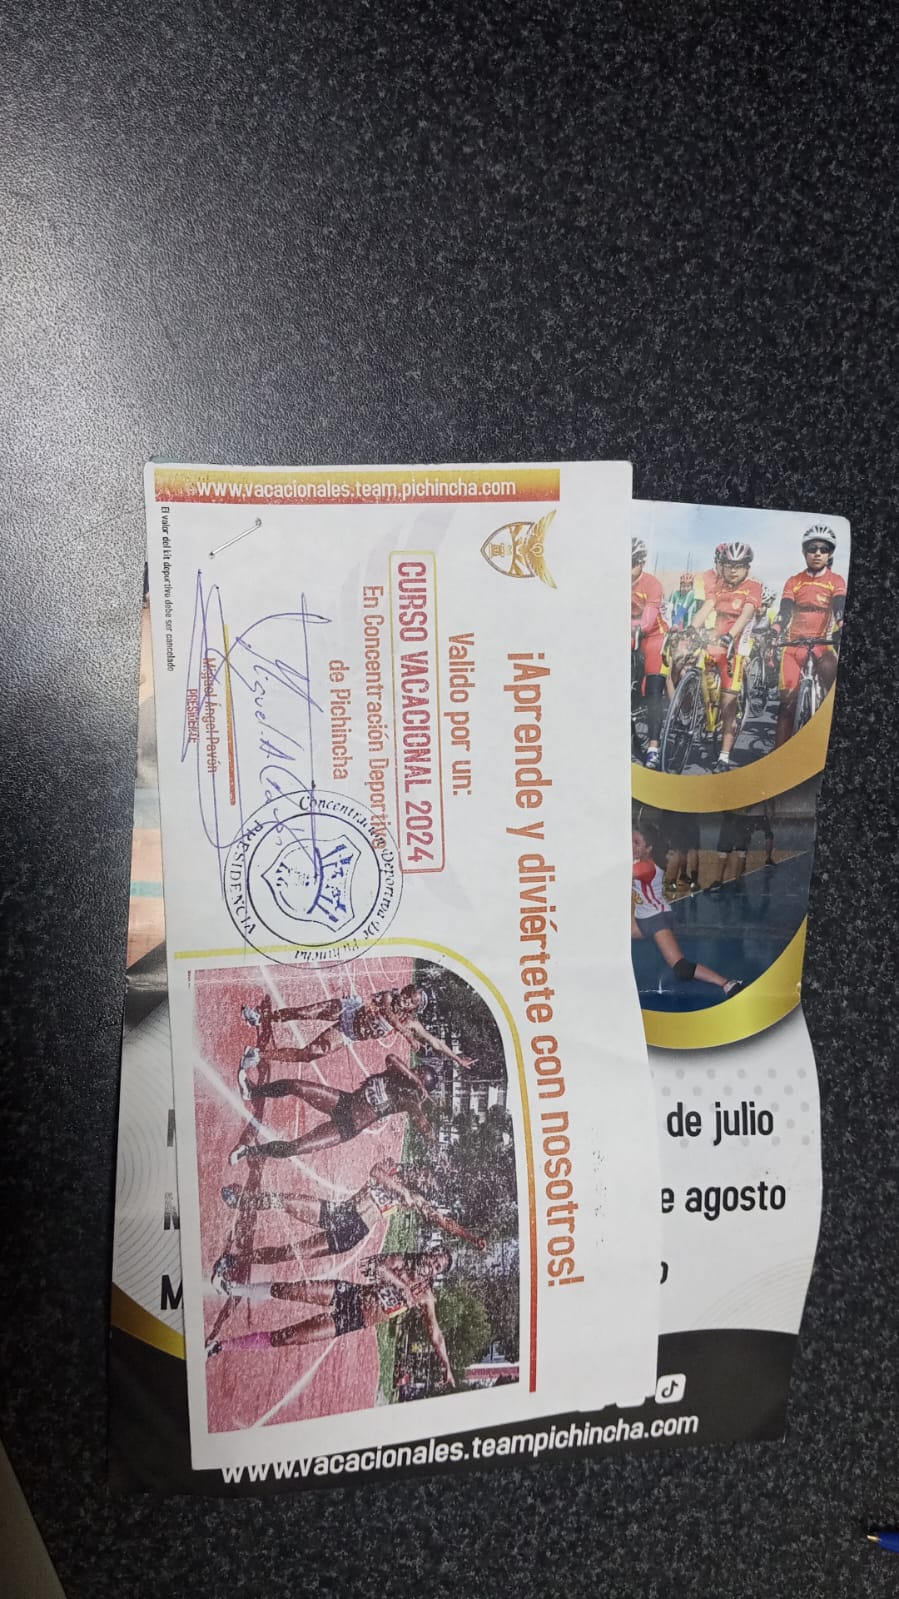 ¡Aprende y diviértete con nosotros!
Valido por un:
CURSO VACACIONAL 2024
En Concentración Deportiva
de Pichincha
Miguel Ángel Pavón
PRESIDENTE
Concentración Deportiva De Pichincha
PRESIDENCIA
El valor del kit deportivo debe ser cancelado
www.vacacionales.team.pichincha.com
de julio
e agosto
o
M
www.vacacionales.teampichincha.com